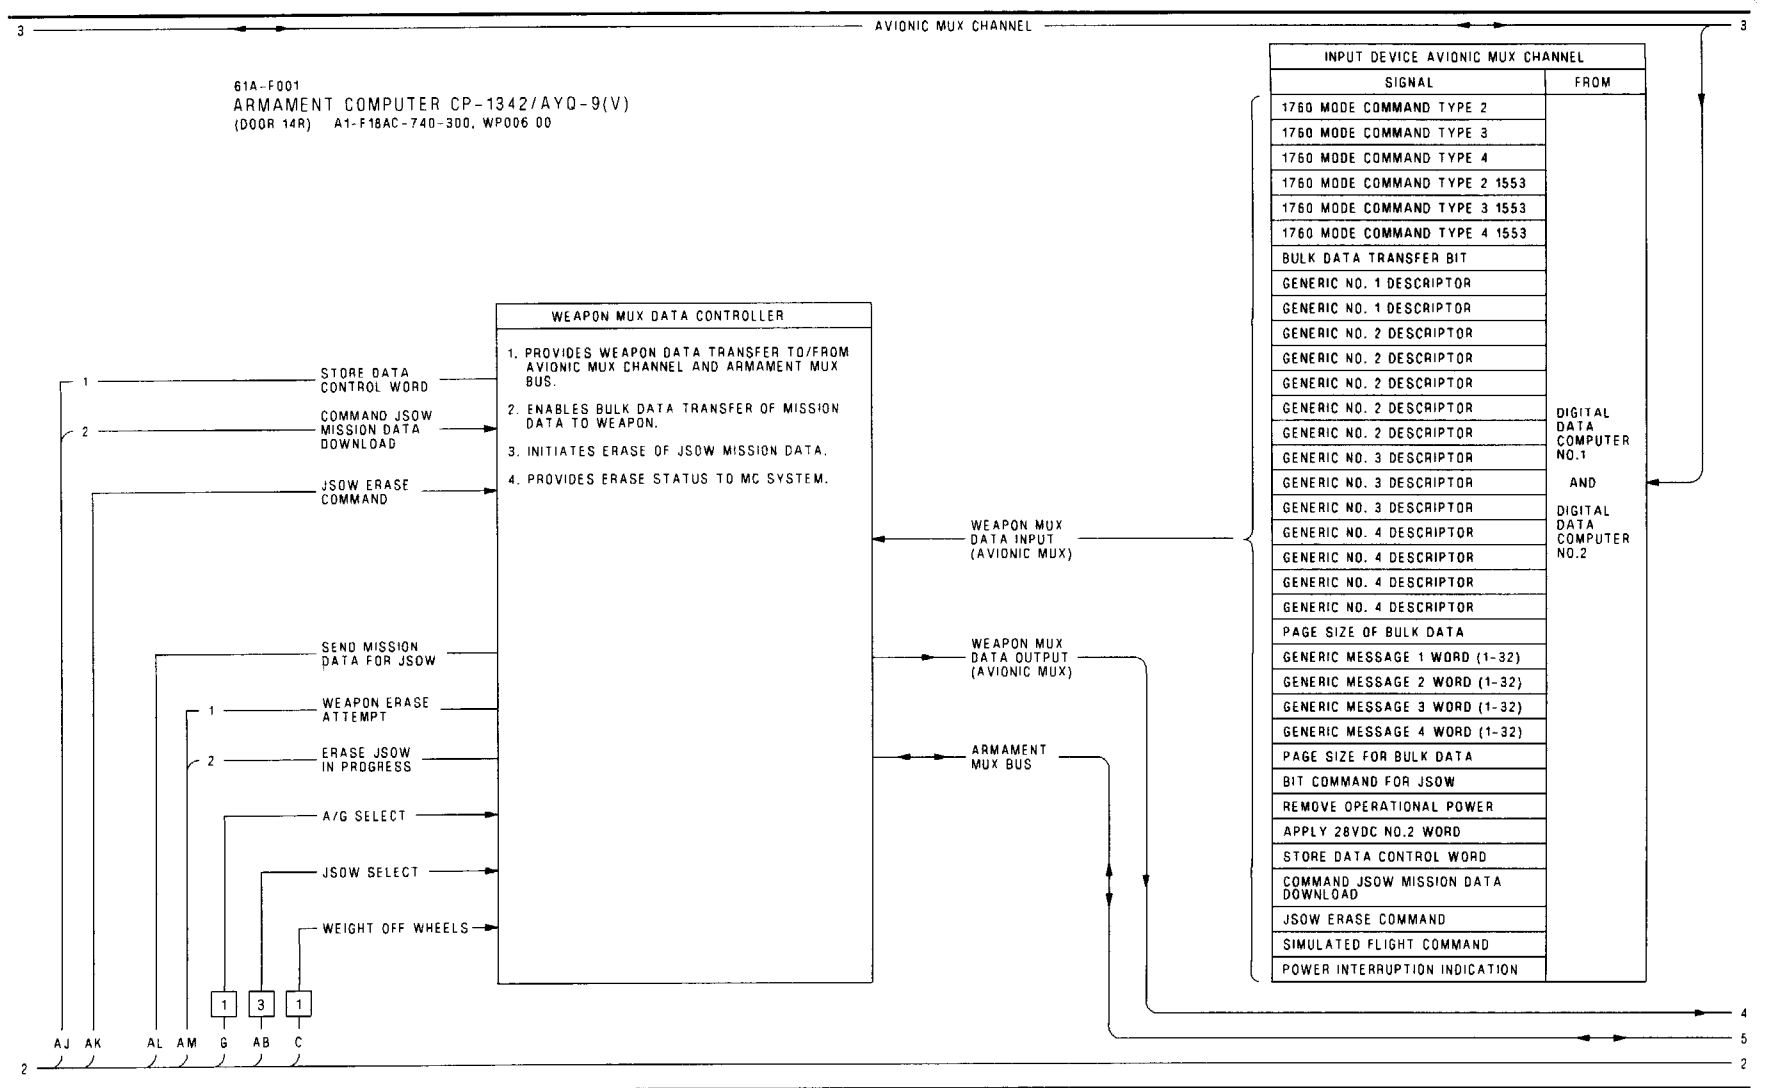 3 AVIONIC MUX CHANNEL 3
61A-F001
ARMAMENT COMPUTER CP-1342/AYQ-9(V)
(DOOR 14R) A1-F18AC-740-300, WP006 00
WEAPON MUX DATA CONTROLLER
1. PROVIDES WEAPON DATA TRANSFER TO/FROM
AVIONIC MUX CHANNEL AND ARMAMENT MUX
BUS.
2. ENABLES BULK DATA TRANSFER OF MISSION
DATA TO WEAPON.
3. INITIATES ERASE OF JSOW MISSION DATA.
4. PROVIDES ERASE STATUS TO MC SYSTEM.
1
STORE DATA
CONTROL WORD
2
COMMAND JSOW
MISSION DATA
DOWNLOAD
JSOW ERASE
COMMAND
SEND MISSION
DATA FOR JSOW
1
WEAPON ERASE
ATTEMPT
2
ERASE JSOW
IN PROGRESS
A/G SELECT
JSOW SELECT
WEIGHT OFF WHEELS
1 3 1
AJ AK AL AM G AB C
2
WEAPON MUX
DATA INPUT
(AVIONIC MUX)
WEAPON MUX
DATA OUTPUT
(AVIONIC MUX)
ARMAMENT
MUX BUS
INPUT DEVICE AVIONIC MUX CHANNEL
SIGNAL FROM
1760 MODE COMMAND TYPE 2
1760 MODE COMMAND TYPE 3
1760 MODE COMMAND TYPE 4
1760 MODE COMMAND TYPE 2 1553
1760 MODE COMMAND TYPE 3 1553
1760 MODE COMMAND TYPE 4 1553
BULK DATA TRANSFER BIT
GENERIC NO. 1 DESCRIPTOR
GENERIC NO. 1 DESCRIPTOR
GENERIC NO. 2 DESCRIPTOR
GENERIC NO. 2 DESCRIPTOR
GENERIC NO. 2 DESCRIPTOR
GENERIC NO. 2 DESCRIPTOR
GENERIC NO. 2 DESCRIPTOR
GENERIC NO. 3 DESCRIPTOR
GENERIC NO. 3 DESCRIPTOR
GENERIC NO. 3 DESCRIPTOR
GENERIC NO. 4 DESCRIPTOR
GENERIC NO. 4 DESCRIPTOR
GENERIC NO. 4 DESCRIPTOR
GENERIC NO. 4 DESCRIPTOR
PAGE SIZE OF BULK DATA
GENERIC MESSAGE 1 WORD (1-32)
GENERIC MESSAGE 2 WORD (1-32)
GENERIC MESSAGE 3 WORD (1-32)
GENERIC MESSAGE 4 WORD (1-32)
PAGE SIZE FOR BULK DATA
BIT COMMAND FOR JSOW
REMOVE OPERATIONAL POWER
APPLY 28VDC NO.2 WORD
STORE DATA CONTROL WORD
COMMAND JSOW MISSION DATA
DOWNLOAD
JSOW ERASE COMMAND
SIMULATED FLIGHT COMMAND
POWER INTERRUPTION INDICATION
DIGITAL
DATA
COMPUTER
NO.1
AND
DIGITAL
DATA
COMPUTER
NO.2
4
5
2